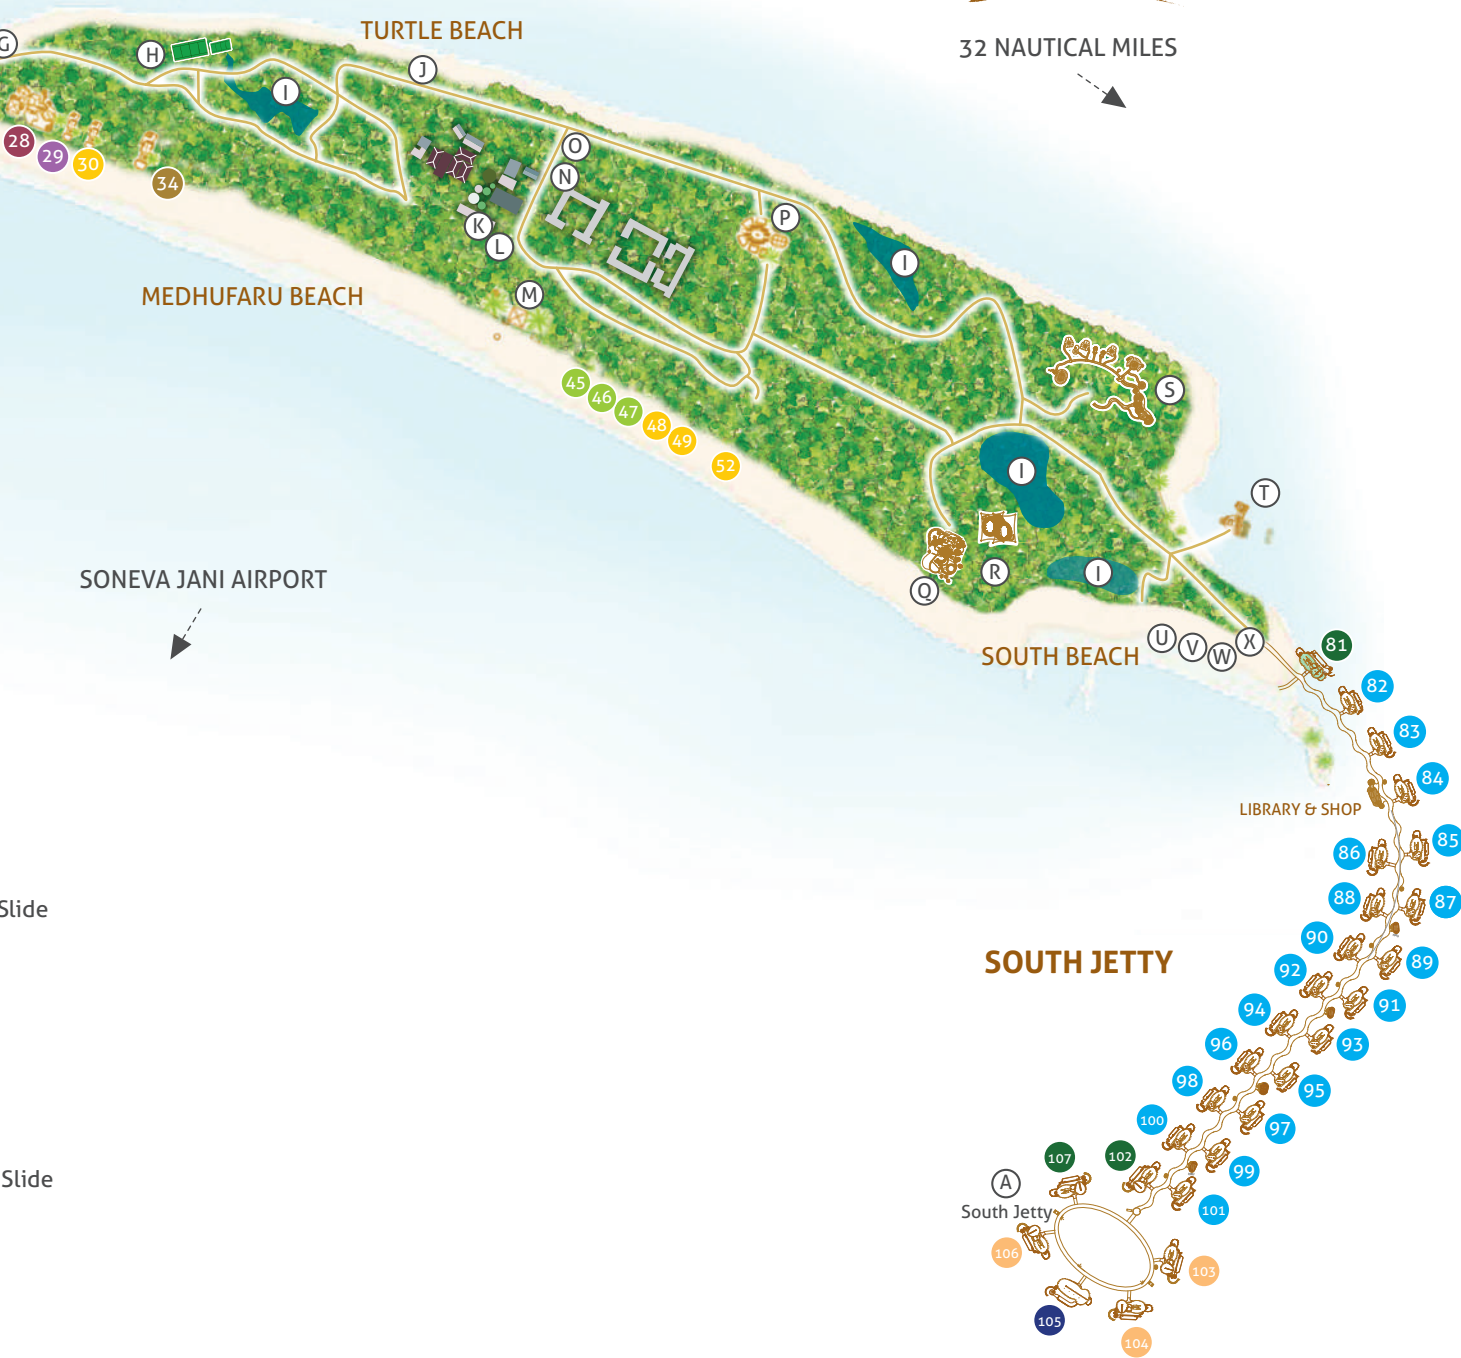 TURTLE BEACH
32 NAUTICAL MILES
G
H
I
J
28
29
30
34
O
N
K
L
M
P
I
MEDHUFARU BEACH
45
46
47
48
49
52
S
I
T
SONEVA JANI AIRPORT
Q
R
I
SOUTH BEACH
U
V
W
X
81
82
83
84
LIBRARY & SHOP
85
86
87
88
Slide
89
90
SOUTH JETTY
91
92
93
94
95
96
97
98
99
100
101
102
107
Slide
A
South Jetty
106
103
105
104